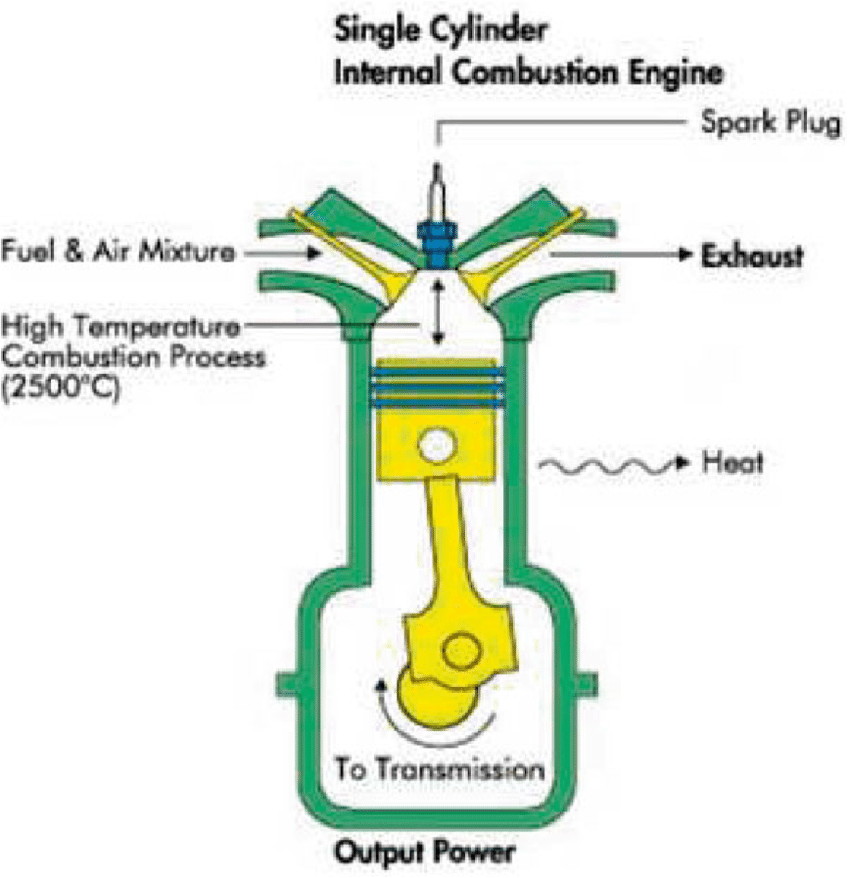 Single Cylinder
Internal Combustion Engine
Spark Plug
Fuel & Air Mixture
Exhaust
High Temperature
Combustion Process
(2500°C)
Heat
To Transmission
Output Power